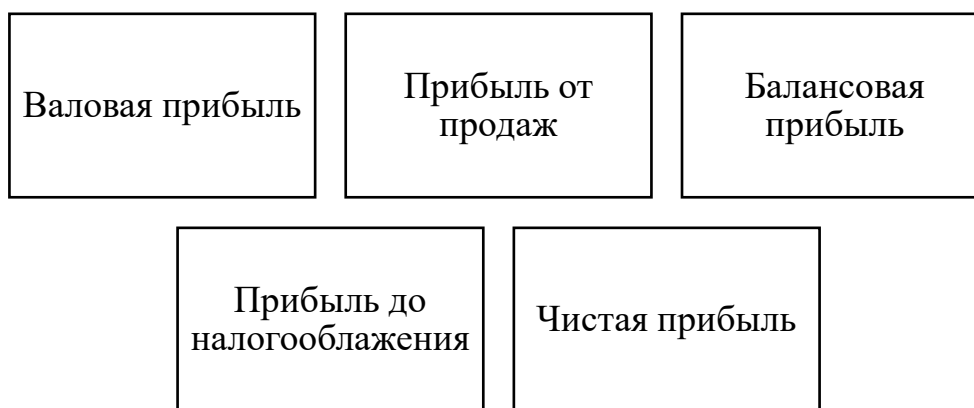 Валовая прибыль
Прибыль от
продаж
Балансовая
прибыль
Прибыль до
налогооблажения
Чистая прибыль